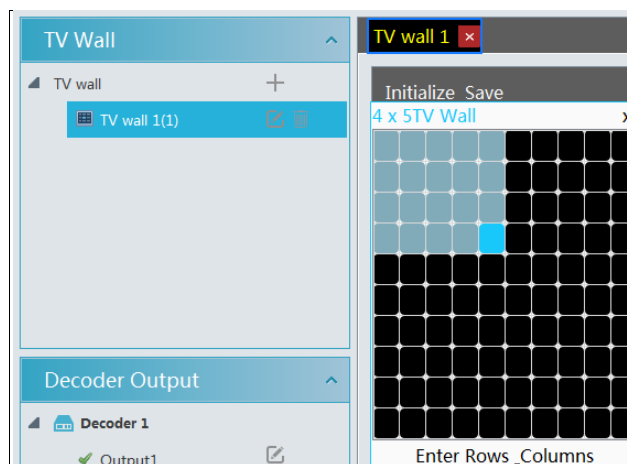 TV Wall
TV wall
TV wall 1(1)
Decoder Output
Decoder 1
Output1
TV wall 1 ×
Initialize Save
4 x 5TV Wall x
Enter Rows _Columns